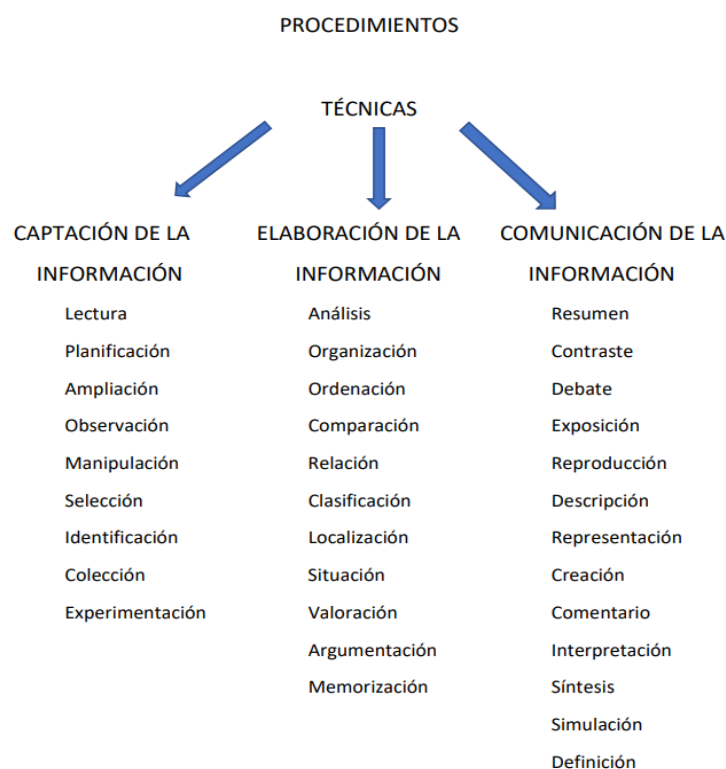 PROCEDIMIENTOS
TÉCNICAS
CAPTACIÓN DE LA
INFORMACIÓN
Lectura
Planificación
Ampliación
Observación
Manipulación
Selección
Identificación
Colección
Experimentación
ELABORACIÓN DE LA
INFORMACIÓN
Análisis
Organización
Ordenación
Comparación
Relación
Clasificación
Localización
Situación
Valoración
Argumentación
Memorización
COMUNICACIÓN DE LA
INFORMACIÓN
Resumen
Contraste
Debate
Exposición
Reproducción
Descripción
Representación
Creación
Comentario
Interpretación
Síntesis
Simulación
Definición